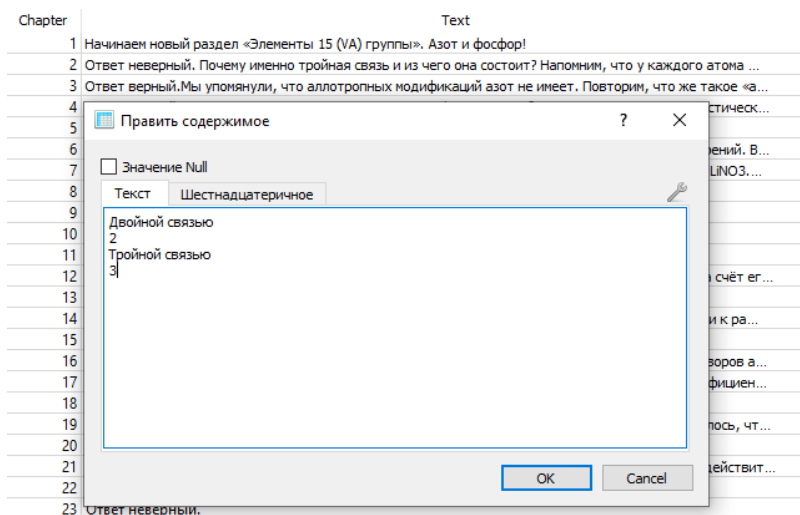 Chapter Text
1 Начинаем новый раздел «Элементы 15 (VA) группы». Азот и фосфор!
2 Ответ неверный. Почему именно тройная связь и из чего она состоит? Напомним, что у каждого атома ...
3 Ответ верный.Мы упомянули, что аллотропных модификаций азот не имеет. Повторим, что же такое «а...
4
Править содержимое ? ×
5
6
Значение Null
7 LiNO3....
8 Текст Шестнадцатеричное
9 Двойной связью
10 2
11 Тройной связью
12 3 счёт ег...
13
14 и к ра...
15
16 воров а...
17
18
19 лось, чт...
20
21 действит...
OK Cancel
22
23 Ответ неверный.